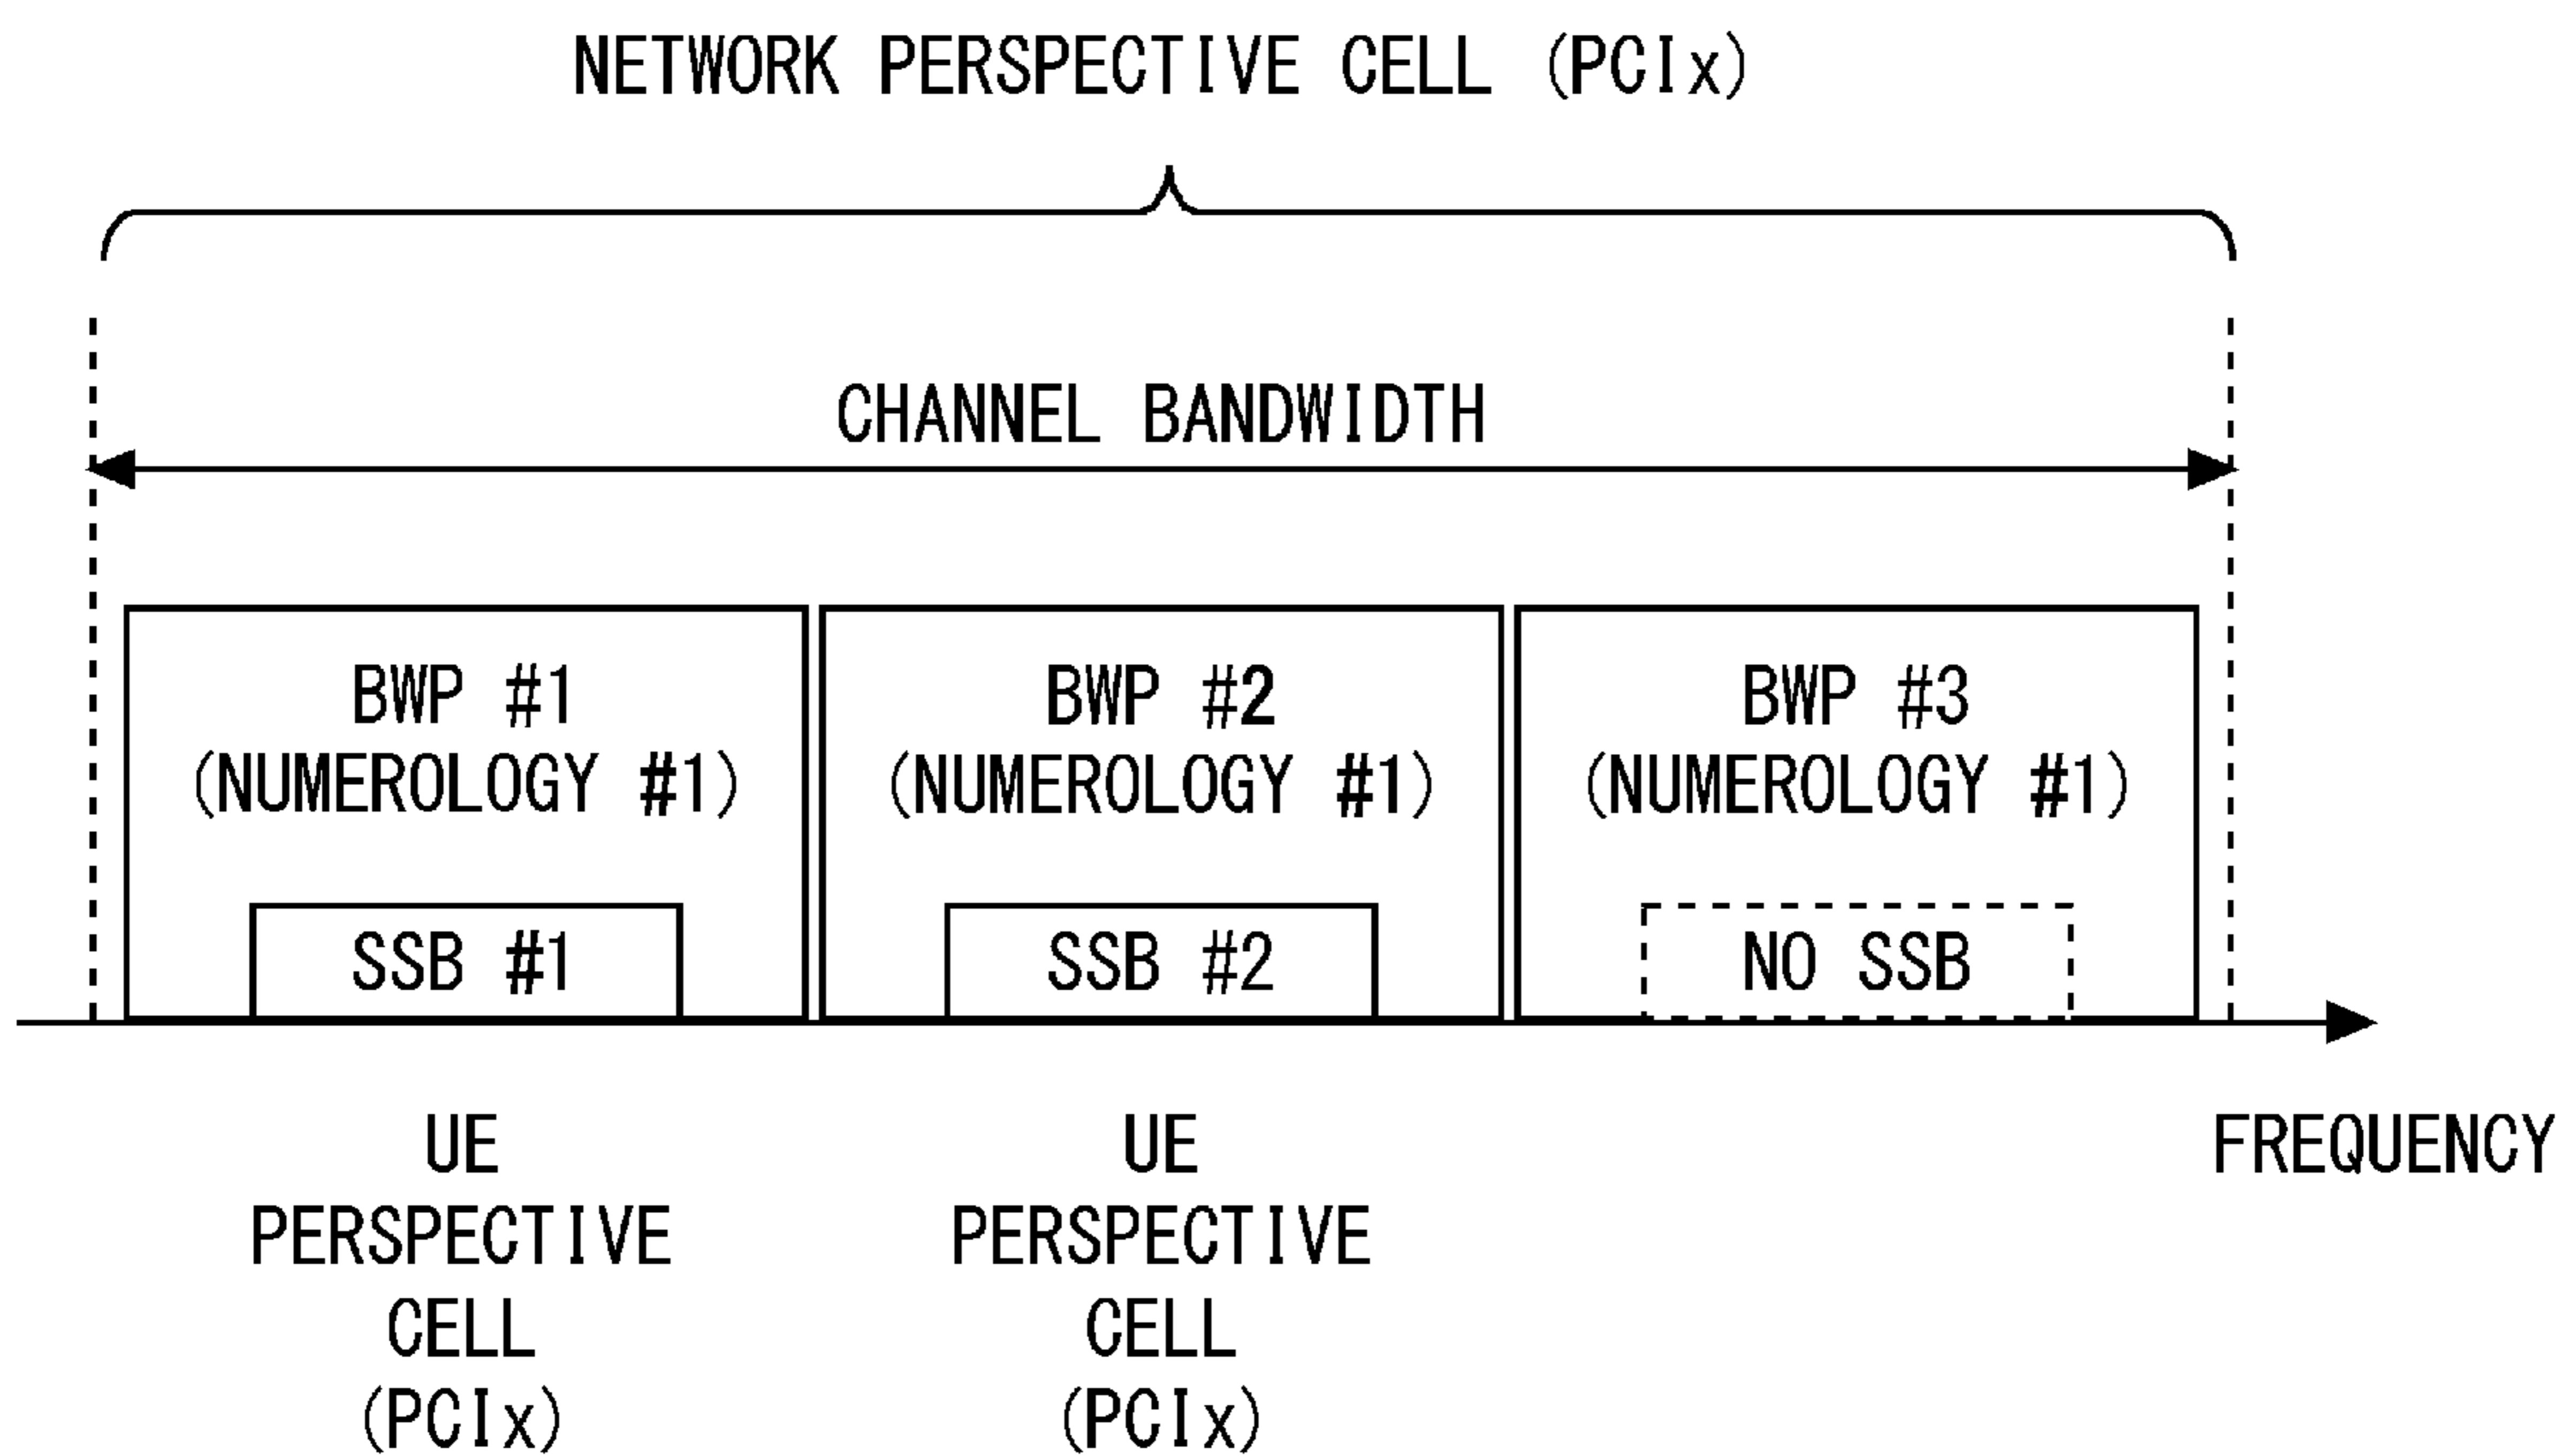 NETWORK PERSPECTIVE CELL (PCIx)
CHANNEL BANDWIDTH
BWP #1
(NUMEROLOGY #1)
SSB #1
BWP #2
(NUMEROLOGY #1)
SSB #2
BWP #3
(NUMEROLOGY #1)
NO SSB
UE
PERSPECTIVE
CELL
(PCIx)
UE
PERSPECTIVE
CELL
(PCIx)
FREQUENCY